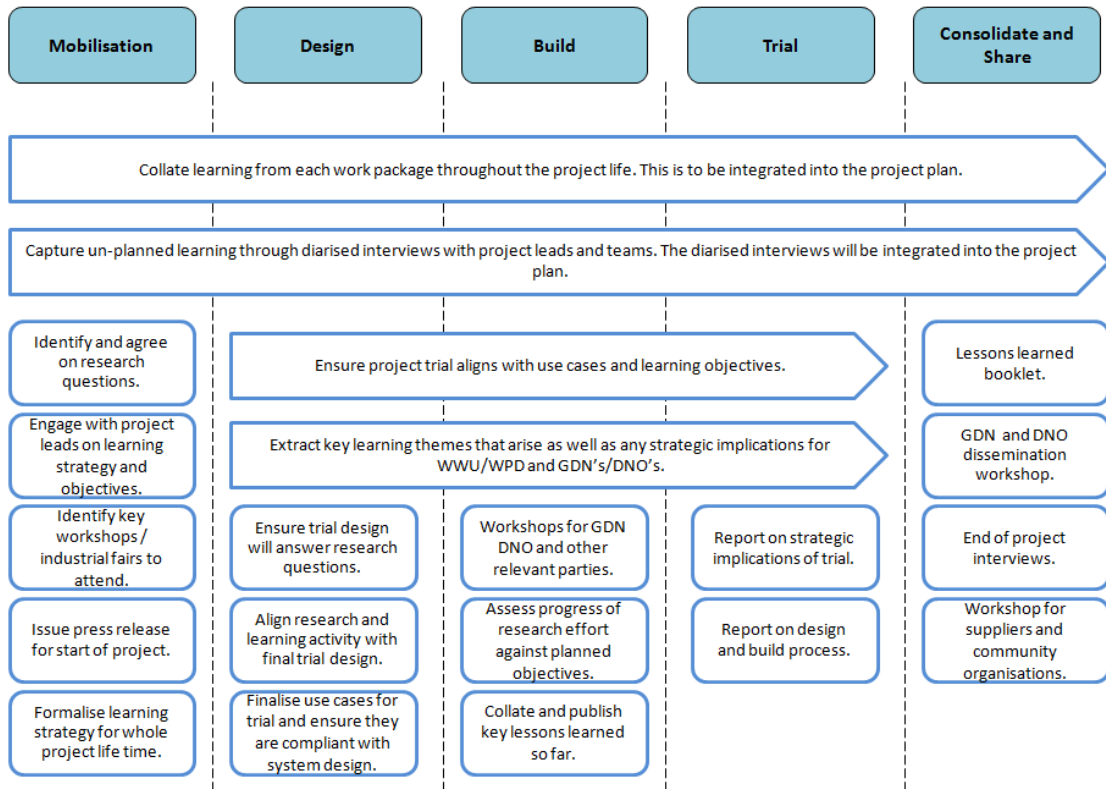 Mobilisation
Design
Build
Trial
Consolidate and
Share
Collate learning from each work package throughout the project life. This is to be integrated into the project plan.
Capture un-planned learning through diarised interviews with project leads and teams. The diarised interviews will be integrated into the project
plan.
Identify and agree
on research
questions.
Ensure project trial aligns with use cases and learning objectives.
Lessons learned
booklet.
Engage with project
leads on learning
strategy and
objectives.
Extract key learning themes that arise as well as any strategic implications for
WWU/WPD and GDN's/DNO's.
GDN and DNO
dissemination
workshop.
Identify key
workshops /
industrial fairs to
attend.
Ensure trial design
will answer research
questions.
Workshops for GDN
DNO and other
relevant parties.
Report on strategic
implications of trial.
End of project
interviews.
Issue press release
for start of project.
Align research and
learning activity with
final trial design.
Assess progress of
research effort
against planned
objectives.
Report on design
and build process.
Workshop for
suppliers and
community
organisations.
Formalise learning
strategy for whole
project life time.
Finalise use cases for
trial and ensure they
are compliant with
system design.
Collate and publish
key lessons learned
so far.